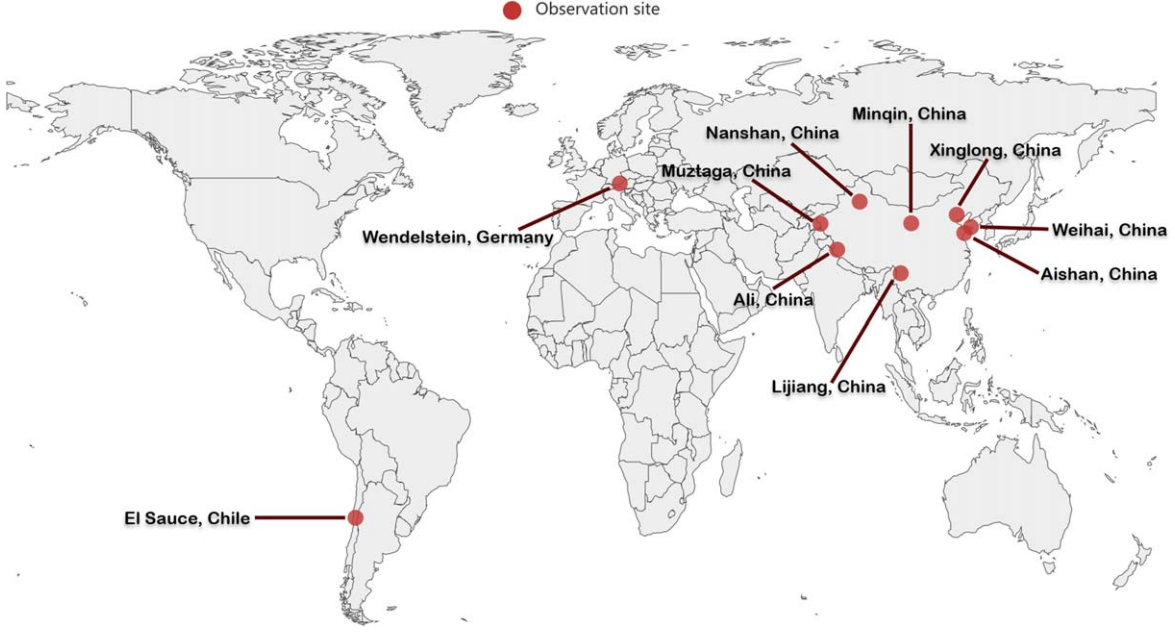 Observation site
Minqin, China
Nanshan, China
Xinglong, China
Muztaga, China
Weihai, China
Wendelstein, Germany
Aishan, China
Ali, China
Lijiang, China
El Sauce, Chile